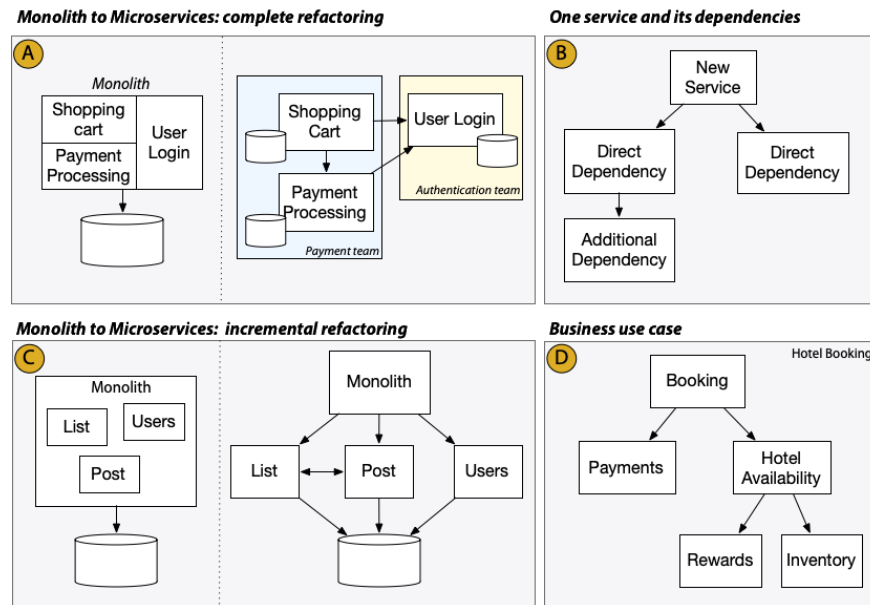 Monolith to Microservices: complete refactoring
A
Monolith
Shopping
cart
Payment
Processing
User
Login
Shopping
Cart
Payment
Processing
Payment team
User Login
Authentication team
One service and its dependencies
B
New
Service
Direct
Dependency
Direct
Dependency
Additional
Dependency
Monolith to Microservices: incremental refactoring
C
Monolith
List
Users
Post
Monolith
List
Post
Users
Business use case
D
Hotel Booking
Booking
Payments
Hotel
Availability
Rewards
Inventory